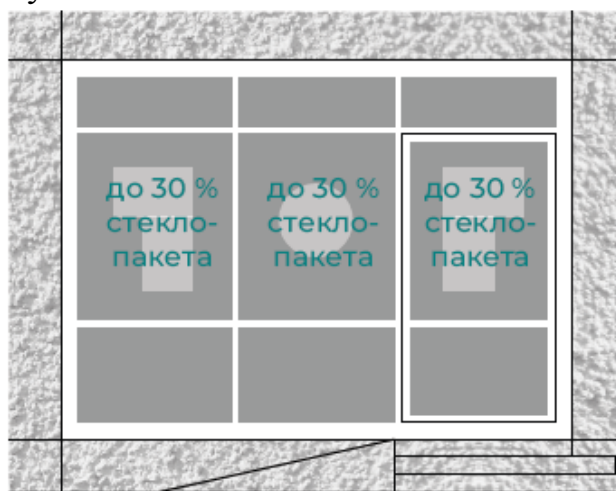 до 30 %
стекло-
пакета
до 30 %
стекло-
пакета
до 30 %
стекло-
пакета